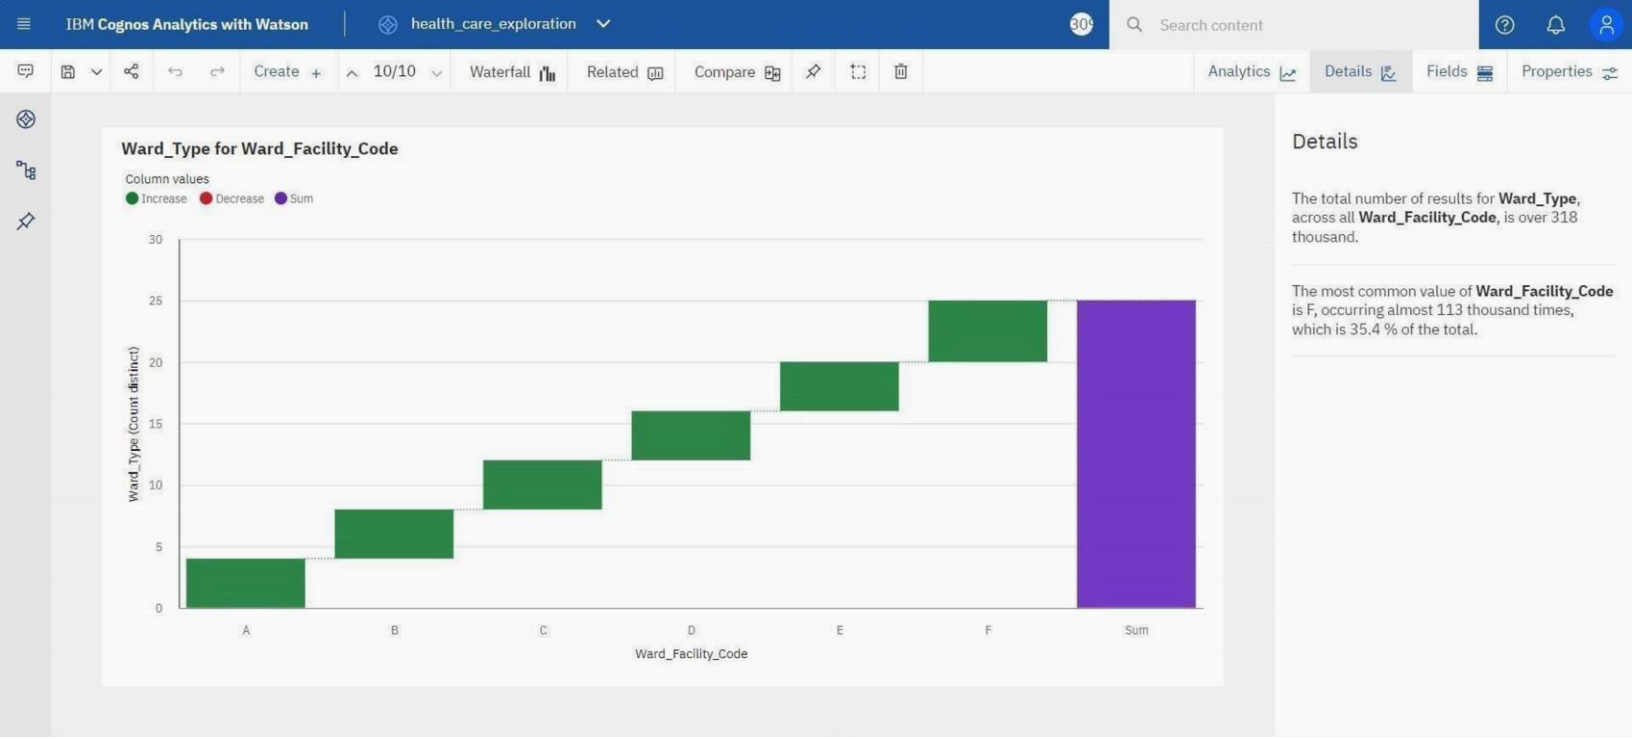 IBM Cognos Analytics with Watson
health_care_exploration
Search content
Create + 10/10 Waterfall Related Compare Analytics Details Fields Properties
Ward_Type for Ward_Facility_Code
Column values
Increase Decrease Sum
30
25
20
15
10
5
0
Ward_Type (Count distinct)
A B C D E F Sum
Ward_Facility_Code
Details
The total number of results for Ward_Type,
across all Ward_Facility_Code, is over 318
thousand.
The most common value of Ward_Facility_Code
is F, occurring almost 113 thousand times,
which is 35.4 % of the total.